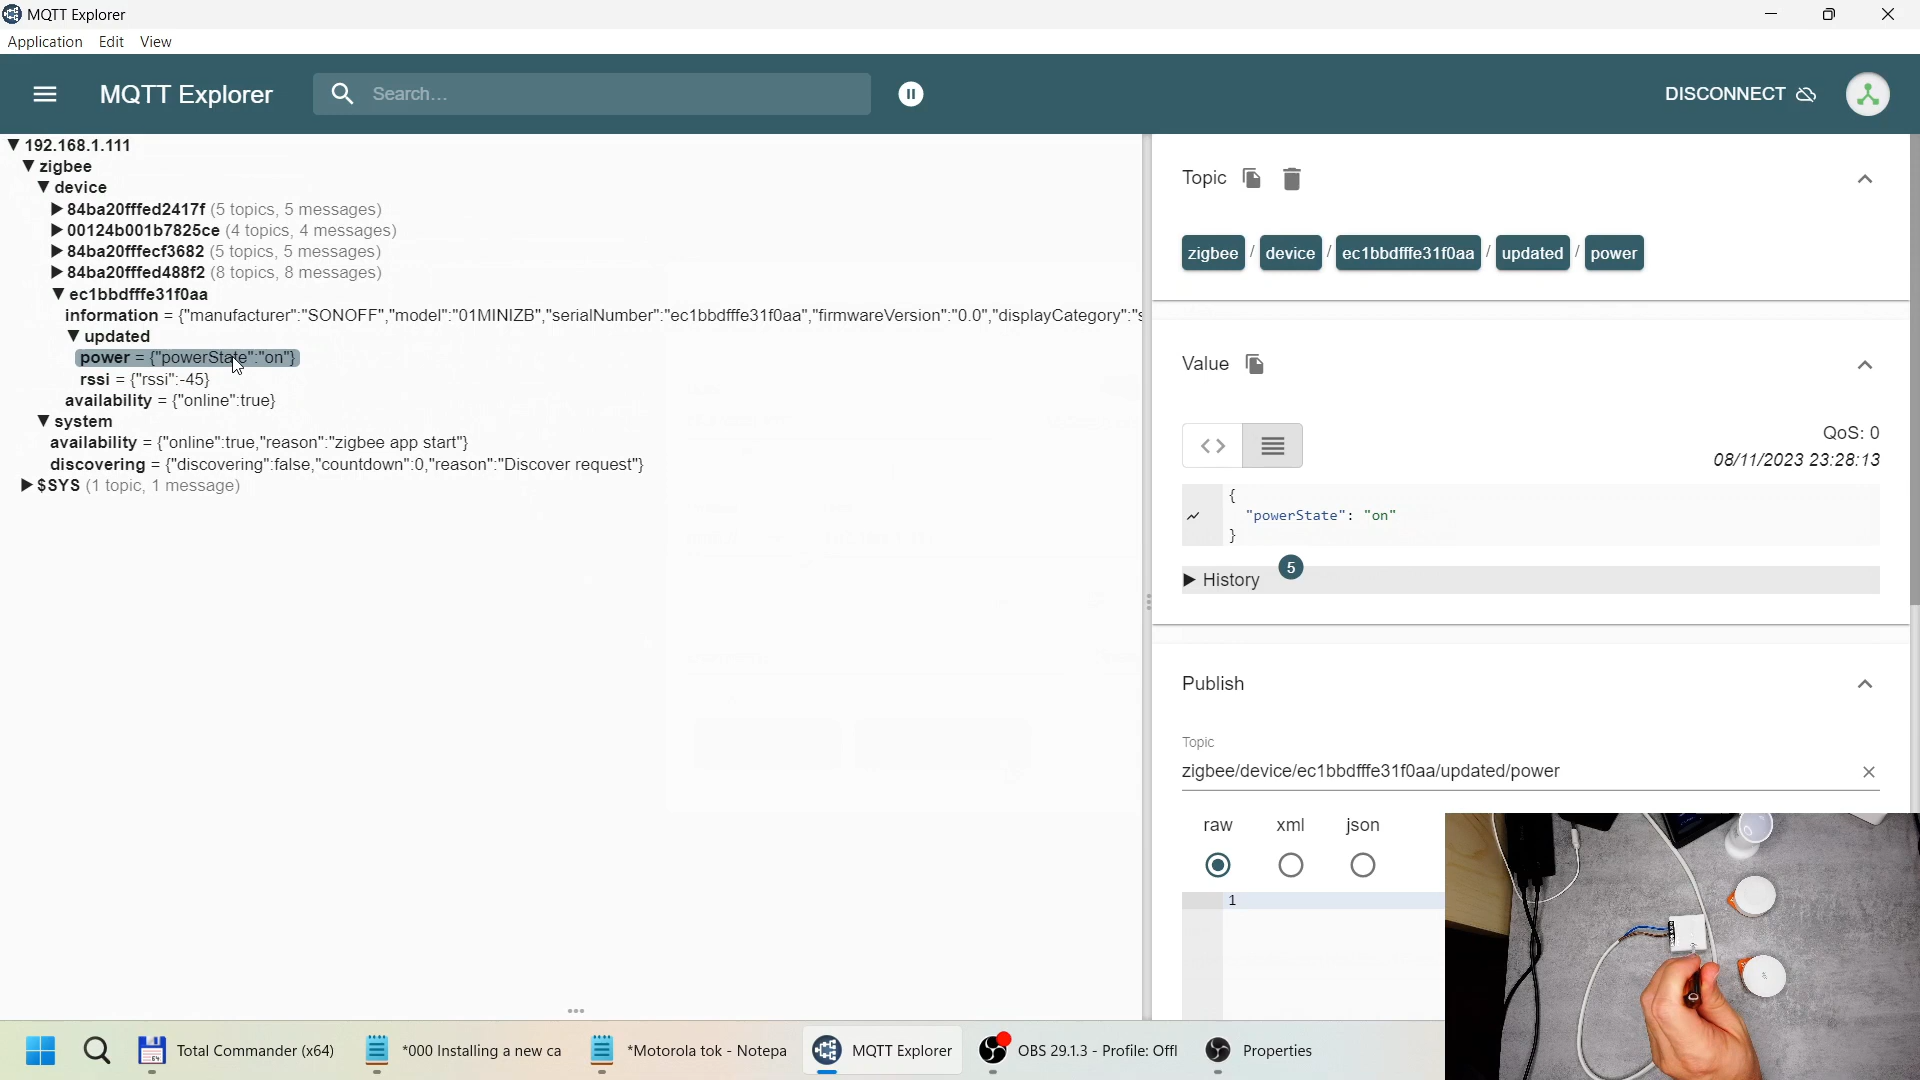 MQTT Explorer
Application Edit View
MQTT Explorer Search... DISCONNECT
▼ 192.168.1.111
▼ zigbee
▼ device
▶ 84ba20fffed2417f (5 topics, 5 messages)
▶ 00124b001b7825ce (4 topics, 4 messages)
▶ 84ba20fffecf3682 (5 topics, 5 messages)
▶ 84ba20fffed488f2 (8 topics, 8 messages)
▼ ec1bbdfffe31f0aa
information = {"manufacturer":"SONOFF","model":"01MINIZB","serialNumber":"ec1bbdfffe31f0aa","firmwareVersion":"0.0","displayCategory":"s
▼ updated
power = {"powerState":"on"}
rssi = {"rssi":-45}
availability = {"online":true}
▼ system
availability = {"online":true,"reason":"zigbee app start"}
discovering = {"discovering":false,"countdown":0,"reason":"Discover request"}
▶ $SYS (1 topic, 1 message)
Topic
zigbee / device / ec1bbdfffe31f0aa / updated / power
Value
QoS: 0
08/11/2023 23:28:13
{
"powerState": "on"
}
▶ History 5
Publish
Topic
zigbee/device/ec1bbdfffe31f0aa/updated/power
raw xml json
1
Total Commander (x64) *000 Installing a new ca *Motorola tok - Notepa MQTT Explorer OBS 29.1.3 - Profile: Offl Properties